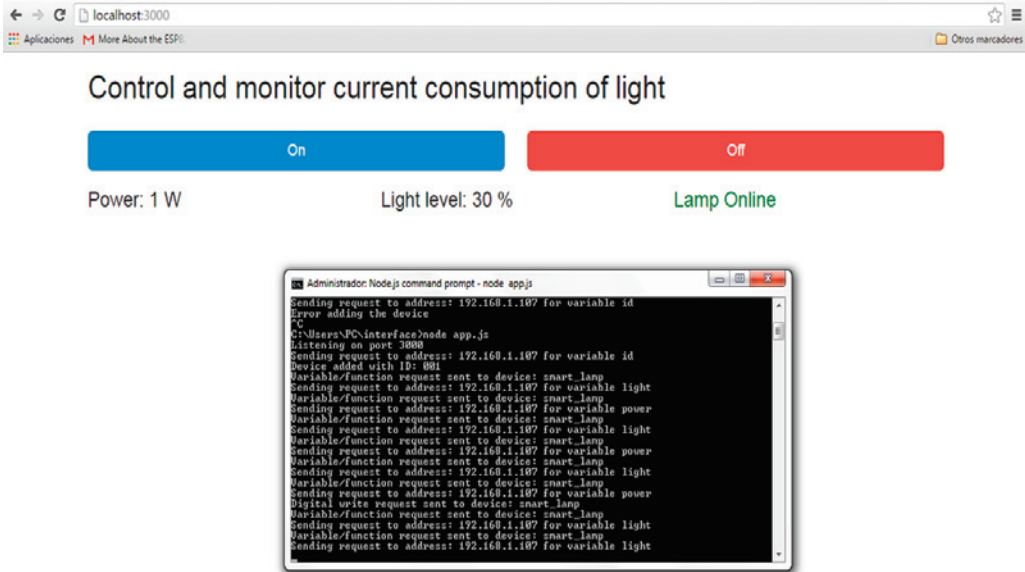 localhost:3000
Aplicaciones More About the ESP8 Otros marcadores
Control and monitor current consumption of light
On Off
Power: 1 W Light level: 30 % Lamp Online
Administrador: Node.js command prompt - node app.js
Sending request to address: 192.168.1.107 for variable id
Error adding the device
^C
C:\Users\PC\interface>node app.js
Listening on port 3000
Sending request to address: 192.168.1.107 for variable id
Device added with ID: 001
Variable/function request sent to device: smart_lamp
Sending request to address: 192.168.1.107 for variable light
Variable/function request sent to device: smart_lamp
Sending request to address: 192.168.1.107 for variable power
Variable/function request sent to device: smart_lamp
Sending request to address: 192.168.1.107 for variable light
Variable/function request sent to device: smart_lamp
Sending request to address: 192.168.1.107 for variable power
Variable/function request sent to device: smart_lamp
Sending request to address: 192.168.1.107 for variable light
Variable/function request sent to device: smart_lamp
Sending request to address: 192.168.1.107 for variable power
Digital write request sent to device: smart_lamp
Variable/function request sent to device: smart_lamp
Sending request to address: 192.168.1.107 for variable light
Variable/function request sent to device: smart_lamp
Sending request to address: 192.168.1.107 for variable light